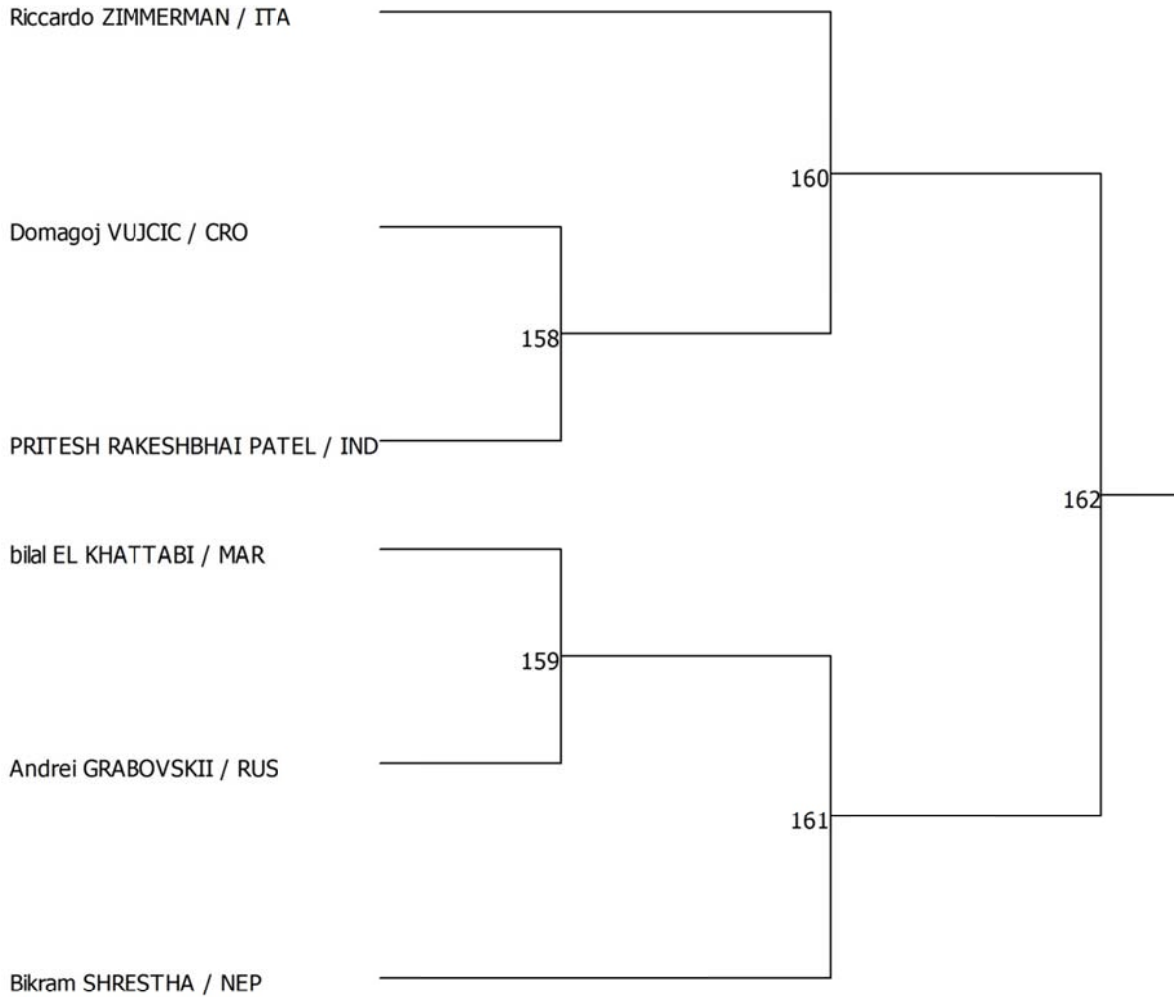 Riccardo ZIMMERMAN / ITA
160
Domagoj VUJCIC / CRO
158
PRITESH RAKESHBHAI PATEL / IND
162
bilal EL KHATTABI / MAR
159
Andrei GRABOVSKII / RUS
161
Bikram SHRESTHA / NEP